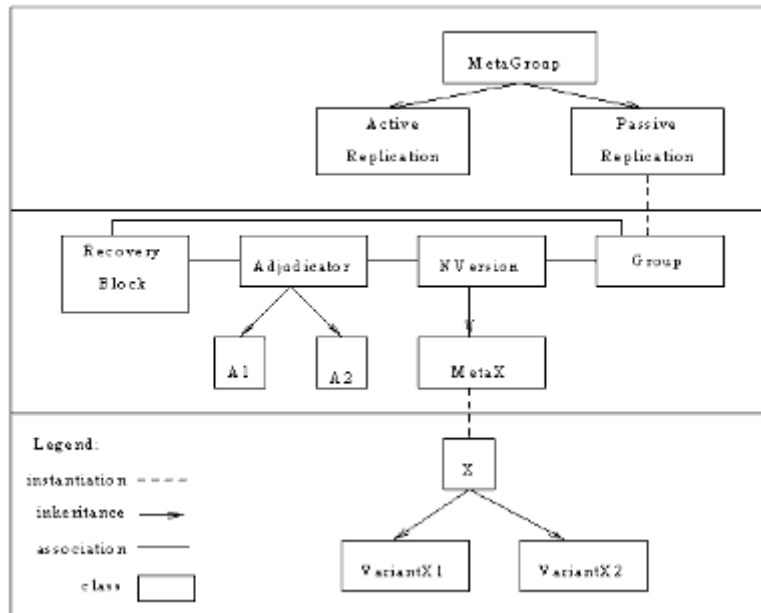 MetaGroup
Active
Replication
Passive
Replication
Recovery
Block
Adjudicator
NVersion
Group
A1
A2
MetaX
Legend:
instantiation
inheritance
association
class
X
VariantX1
VariantX2